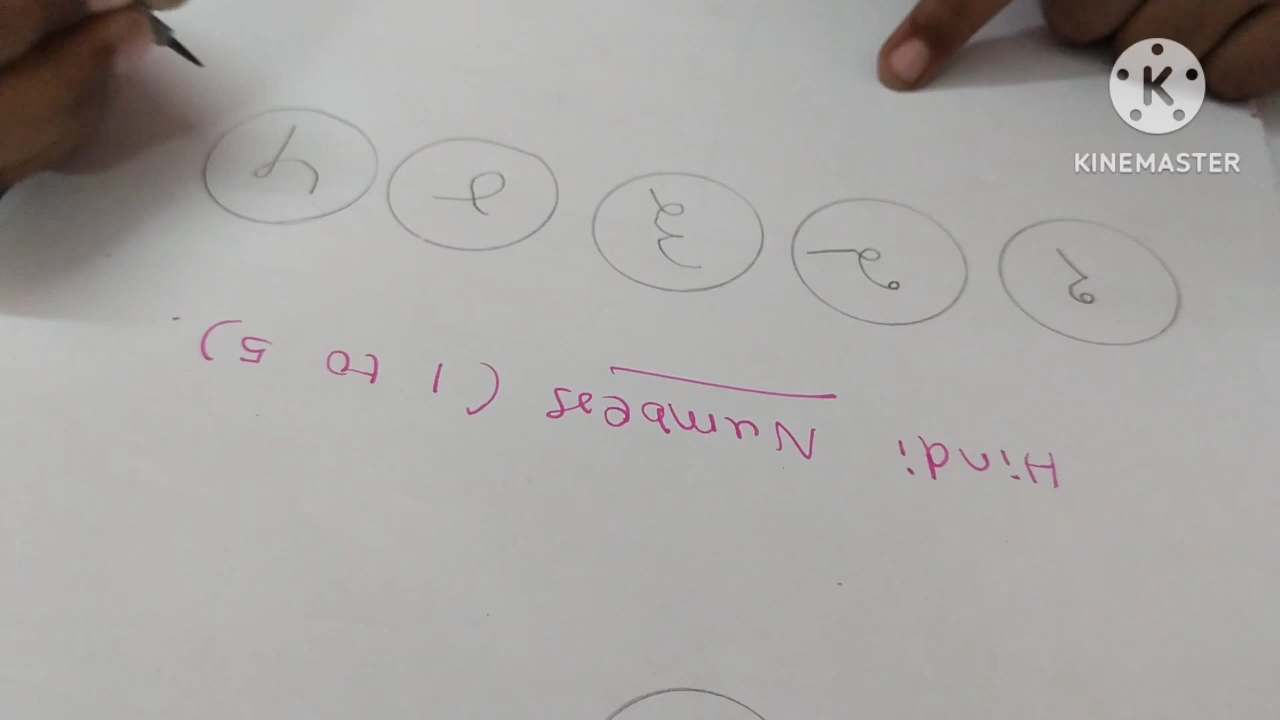 Hindi Numbers (1 to 5)
१ २ ३ ४ ५
KINEMASTER